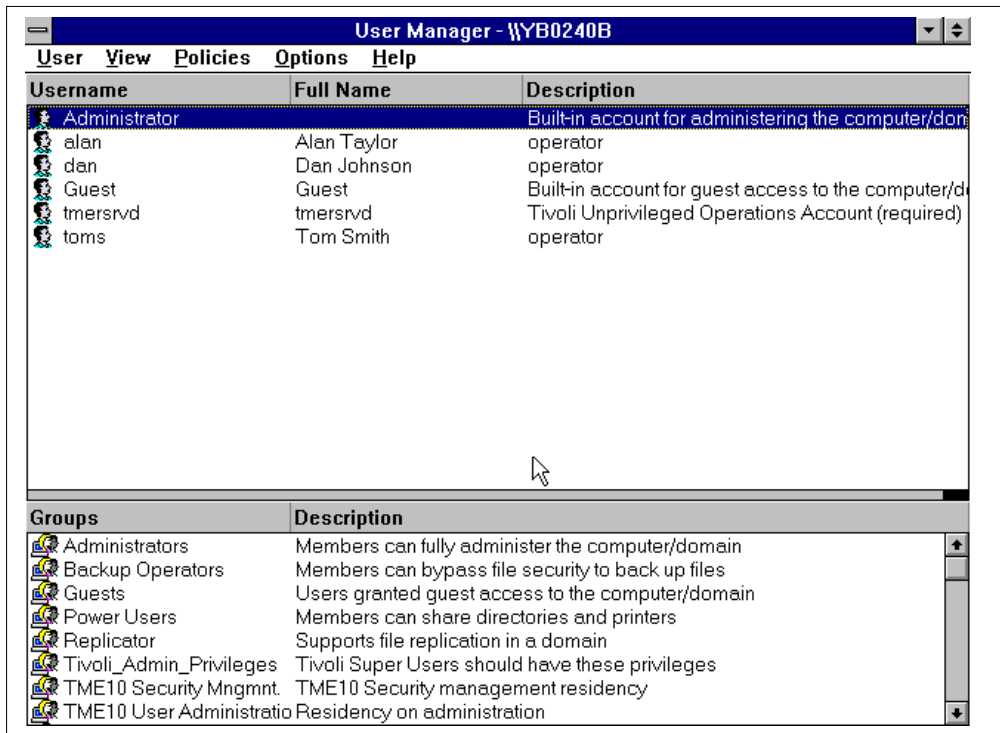 User Manager - \\YB0240B
User View Policies Options Help
Username Full Name Description
Administrator Built-in account for administering the computer/dom
alan Alan Taylor operator
dan Dan Johnson operator
Guest Guest Built-in account for guest access to the computer/d
tmersrvd tmersrvd Tivoli Unprivileged Operations Account (required)
toms Tom Smith operator
Groups Description
Administrators Members can fully administer the computer/domain
Backup Operators Members can bypass file security to back up files
Guests Users granted guest access to the computer/domain
Power Users Members can share directories and printers
Replicator Supports file replication in a domain
Tivoli_Admin_Privileges Tivoli Super Users should have these privileges
TME10 Security Mngmnt. TME10 Security management residency
TME10 User Administratio Residency on administration